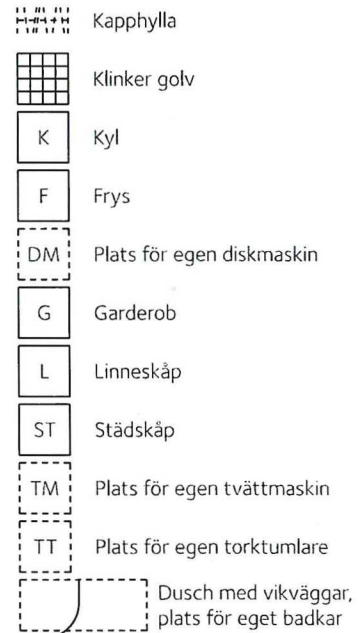 Kapphylla
Klinker golv
K Kyl
F Frys
DM Plats för egen diskmaskin
G Garderob
L Linneskåp
ST Städskåp
TM Plats för egen tvättmaskin
TT Plats för egen torktumlare
Dusch med vikväggar,
plats för eget badkar